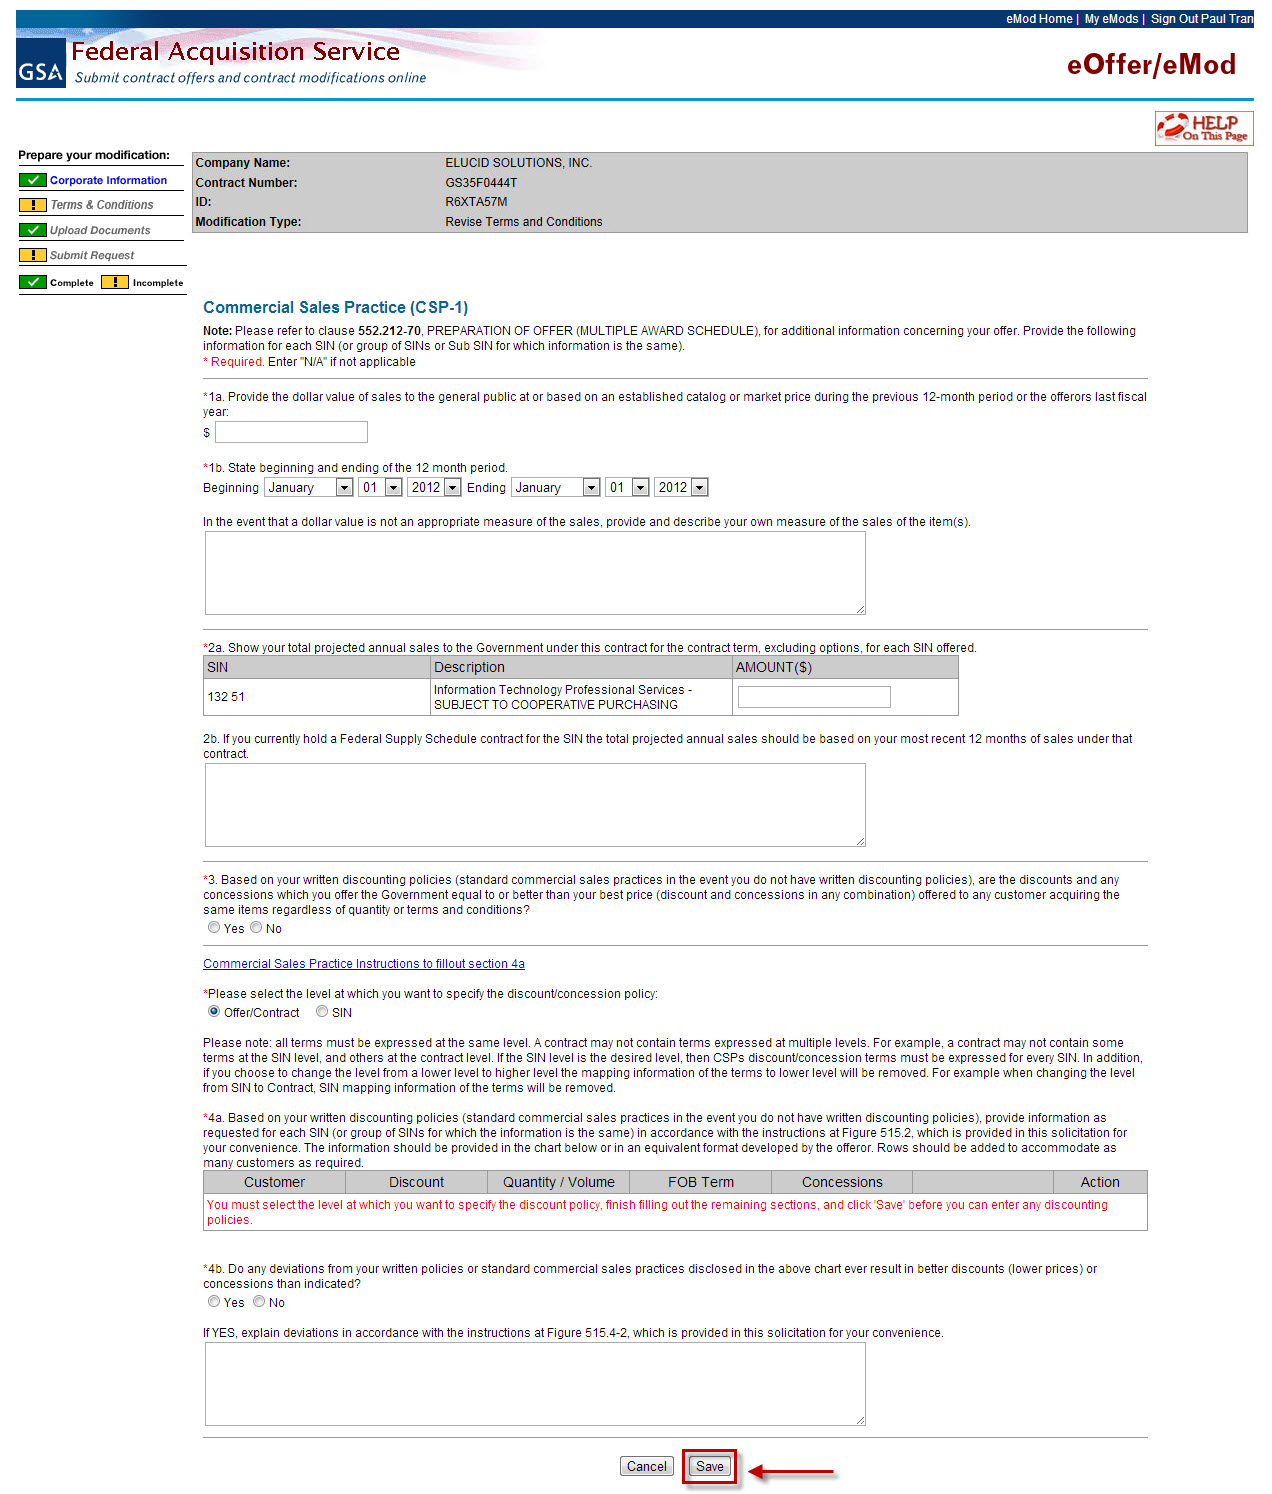 eMod Home | My eMods | Sign Out Paul Tran
GSA
Federal Acquisition Service
Submit contract offers and contract modifications online
eOffer/eMod
HELP
On This Page
Prepare your modification:
Corporate Information
Terms & Conditions
Upload Documents
Submit Request
Complete ! Incomplete
Company Name: ELUCID SOLUTIONS, INC.
Contract Number: GS35F0444T
ID: R6XTA57M
Modification Type: Revise Terms and Conditions
Commercial Sales Practice (CSP-1)
Note: Please refer to clause 552.212-70, PREPARATION OF OFFER (MULTIPLE AWARD SCHEDULE), for additional information concerning your offer. Provide the following
information for each SIN (or group of SINs or Sub SIN for which information is the same).
* Required. Enter "N/A" if not applicable
*1a. Provide the dollar value of sales to the general public at or based on an established catalog or market price during the previous 12-month period or the offerors last fiscal
year:
$
*1b. State beginning and ending of the 12 month period.
Beginning January 01 2012 Ending January 01 2012
In the event that a dollar value is not an appropriate measure of the sales, provide and describe your own measure of the sales of the item(s).
*2a. Show your total projected annual sales to the Government under this contract for the contract term, excluding options, for each SIN offered.
SIN Description AMOUNT($)
132 51 Information Technology Professional Services -
SUBJECT TO COOPERATIVE PURCHASING
2b. If you currently hold a Federal Supply Schedule contract for the SIN the total projected annual sales should be based on your most recent 12 months of sales under that
contract.
*3. Based on your written discounting policies (standard commercial sales practices in the event you do not have written discounting policies), are the discounts and any
concessions which you offer the Government equal to or better than your best price (discount and concessions in any combination) offered to any customer acquiring the
same items regardless of quantity or terms and conditions?
Yes No
Commercial Sales Practice Instructions to fillout section 4a
*Please select the level at which you want to specify the discount/concession policy:
Offer/Contract SIN
Please note: all terms must be expressed at the same level. A contract may not contain terms expressed at multiple levels. For example, a contract may not contain some
terms at the SIN level, and others at the contract level. If the SIN level is the desired level, then CSPs discount/concession terms must be expressed for every SIN. In addition,
if you choose to change the level from a lower level to higher level the mapping information of the terms to lower level will be removed. For example when changing the level
from SIN to Contract, SIN mapping information of the terms will be removed.
*4a. Based on your written discounting policies (standard commercial sales practices in the event you do not have written discounting policies), provide information as
requested for each SIN (or group of SINs for which the information is the same) in accordance with the instructions at Figure 515.2, which is provided in this solicitation for
your convenience. The information should be provided in the chart below or in an equivalent format developed by the offeror. Rows should be added to accommodate as
many customers as required.
Customer Discount Quantity / Volume FOB Term Concessions Action
You must select the level at which you want to specify the discount policy, finish filling out the remaining sections, and click 'Save' before you can enter any discounting
policies.
*4b. Do any deviations from your written policies or standard commercial sales practices disclosed in the above chart ever result in better discounts (lower prices) or
concessions than indicated?
Yes No
If YES, explain deviations in accordance with the instructions at Figure 515.4-2, which is provided in this solicitation for your convenience.
Cancel Save